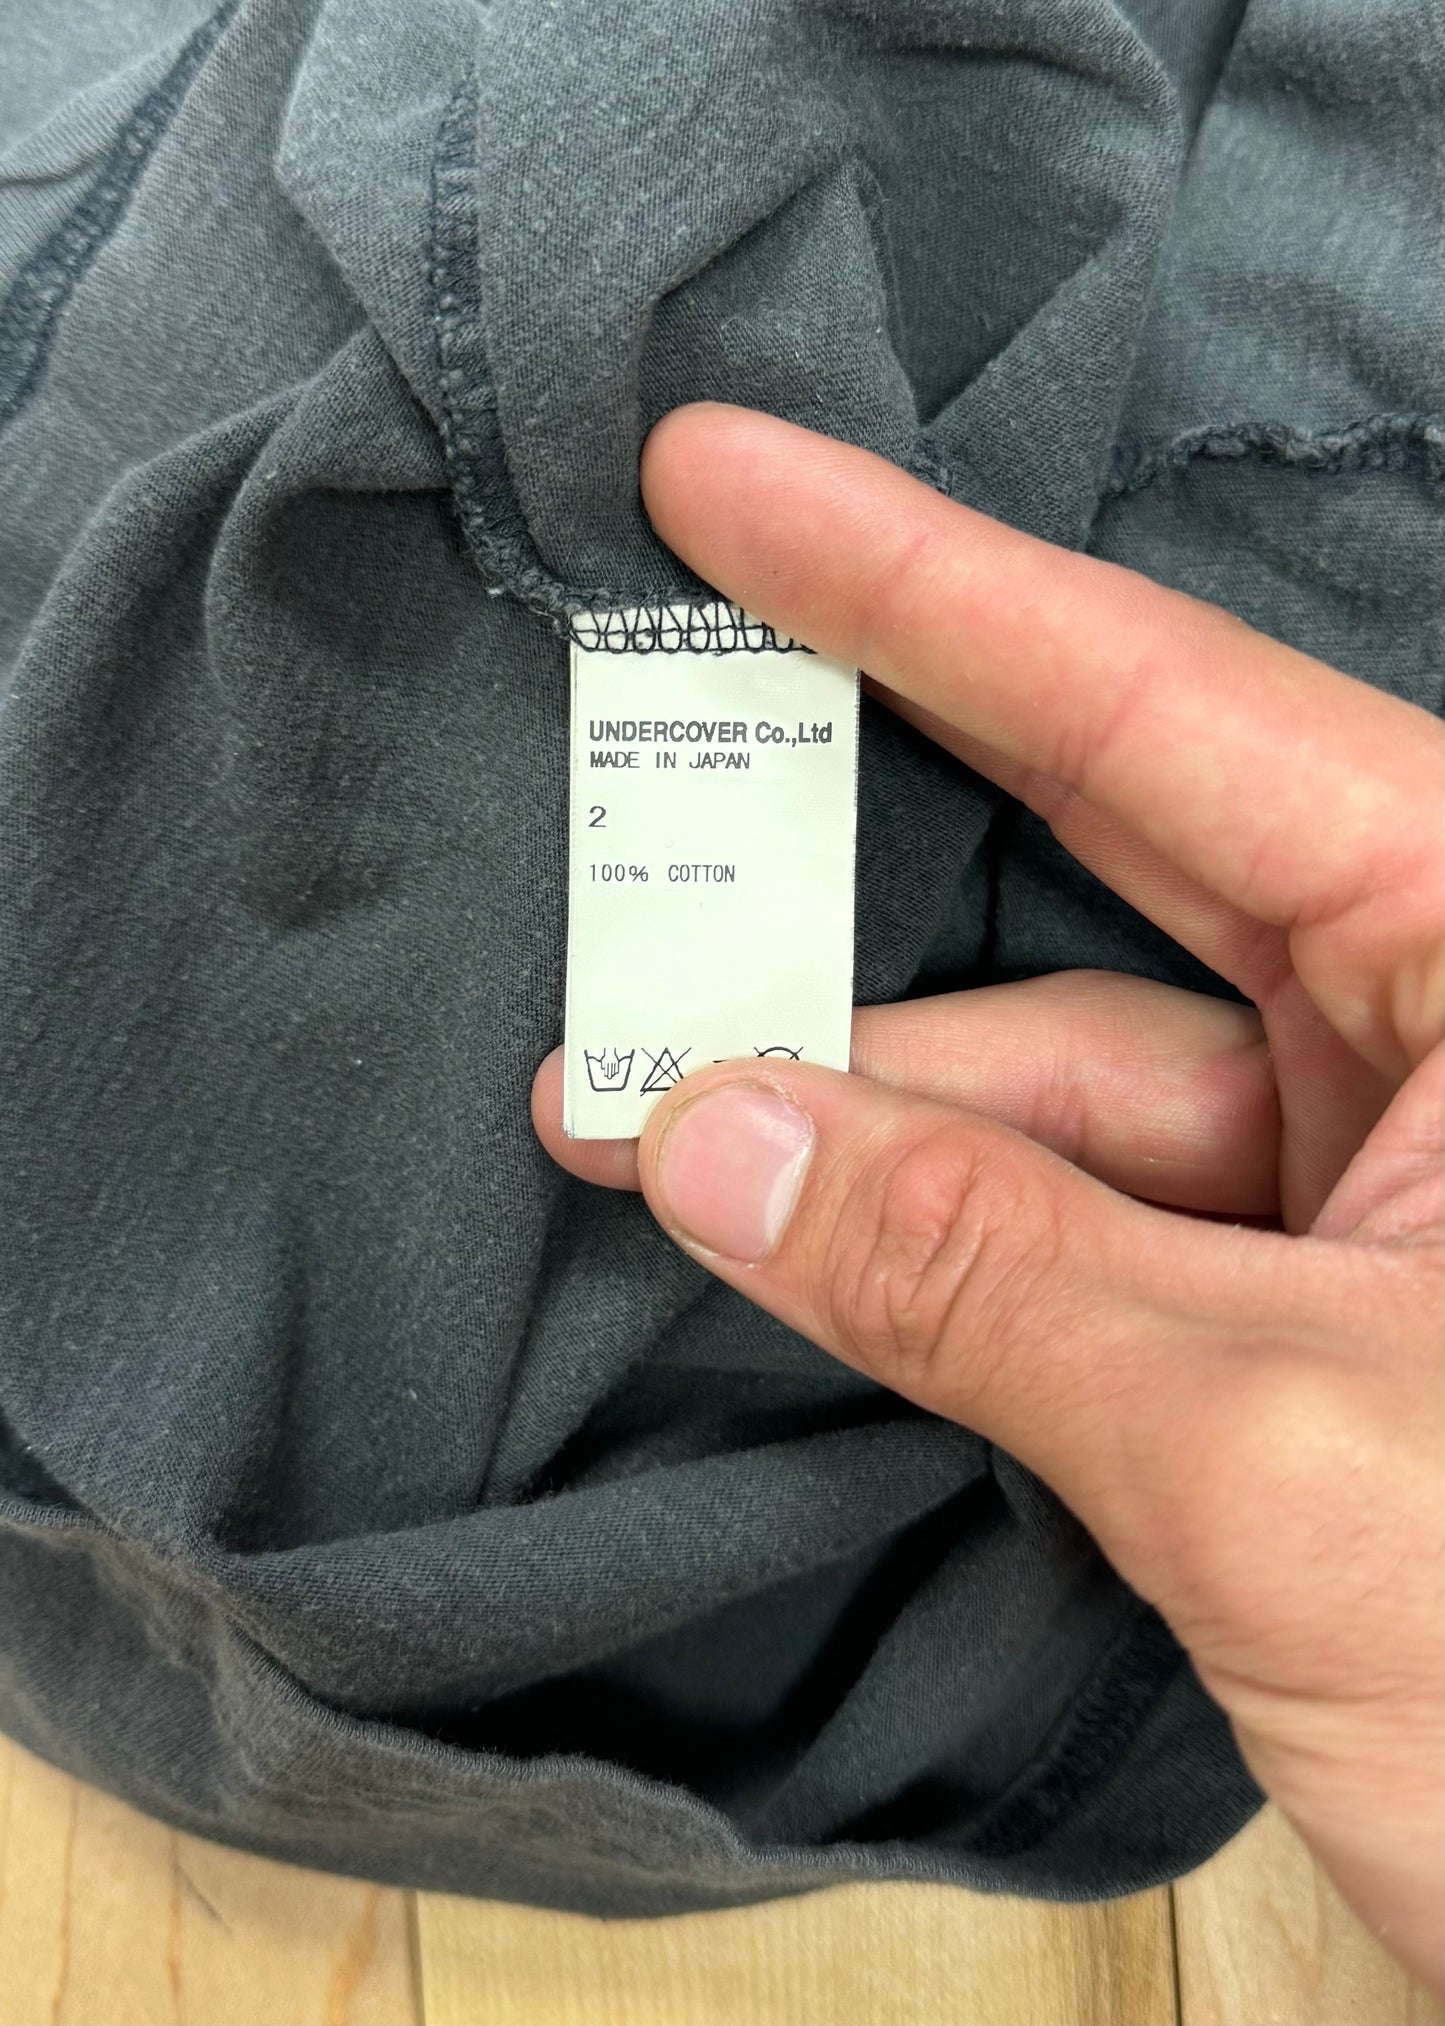 UNDERCOVER Co.,Ltd
MADE IN JAPAN
2
100% COTTON